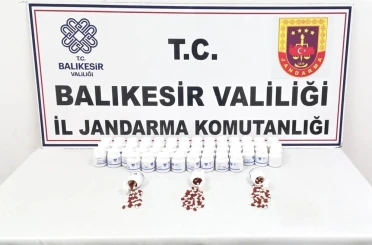 T.C.
BALIKESİR
VALİLİĞİ
T.C.
JANDARMA
BALIKESİR VALİLİĞİ
İL JANDARMA KOMUTANLIĞI